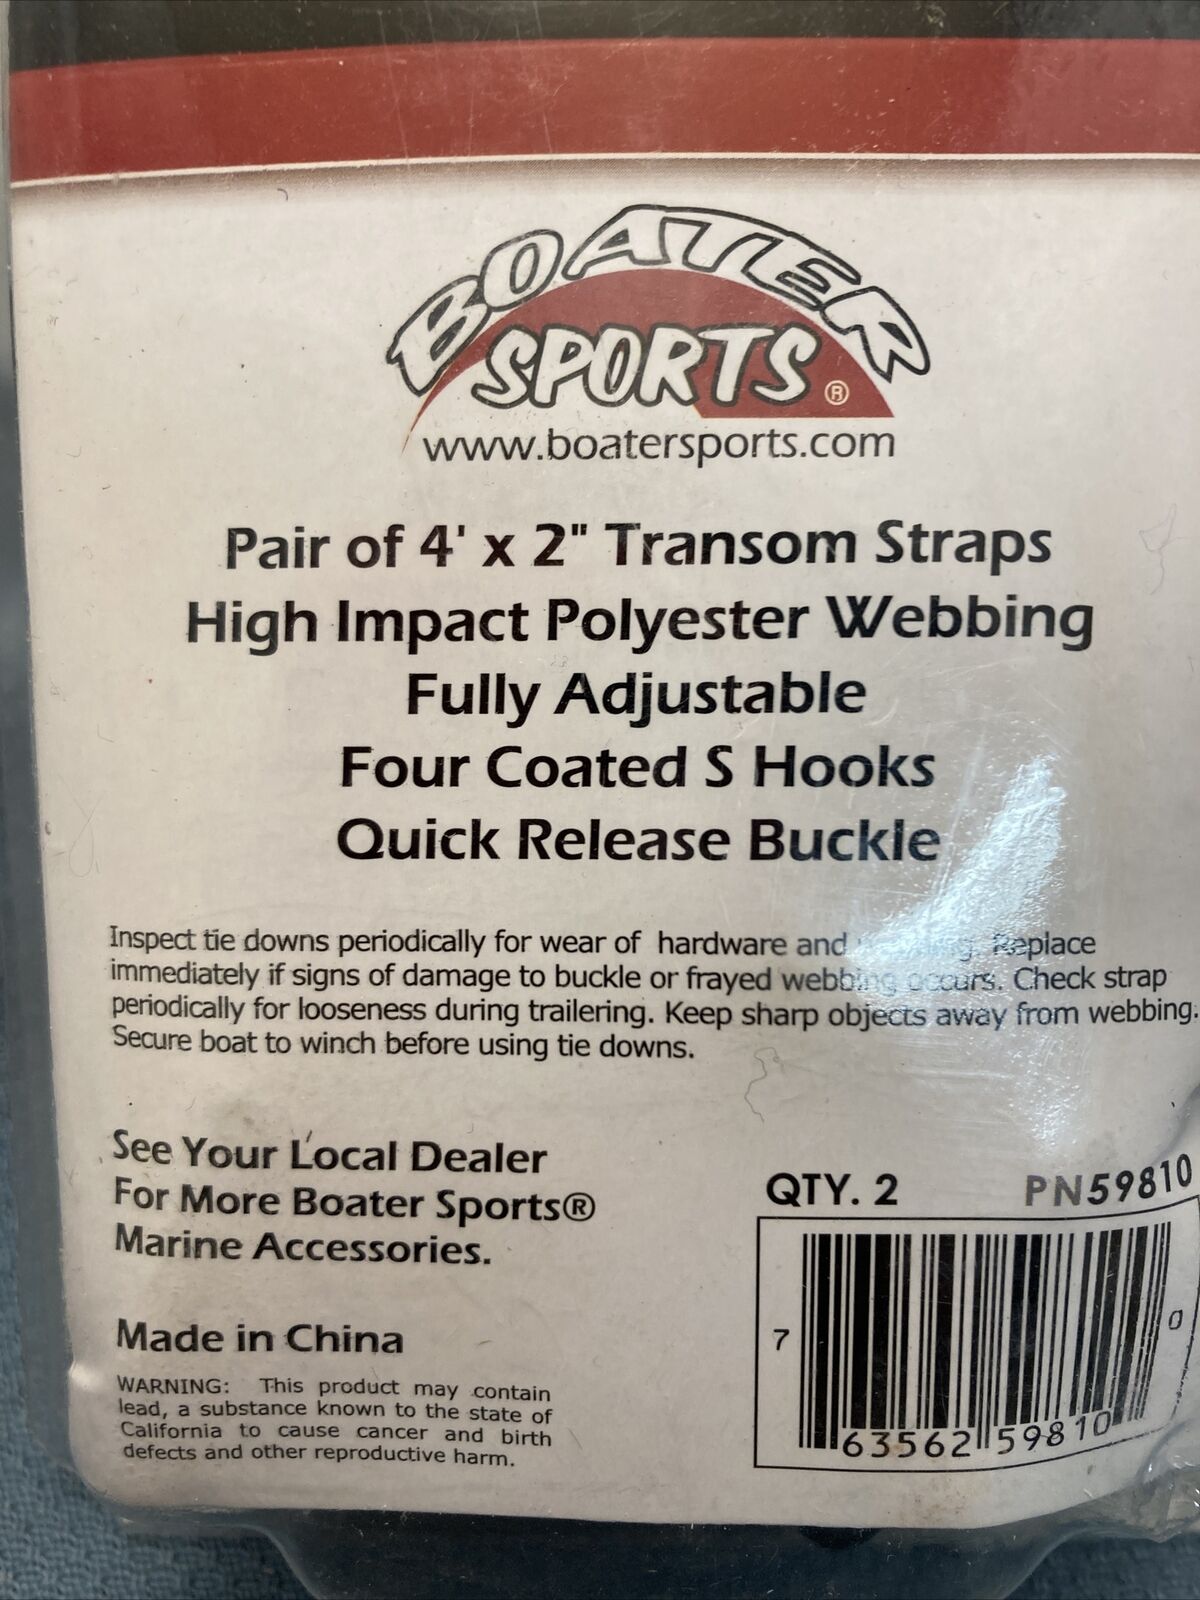 BOATER
SPORTS®
www.boatersports.com
Pair of 4' x 2" Transom Straps
High Impact Polyester Webbing
Fully Adjustable
Four Coated S Hooks
Quick Release Buckle
Inspect tie downs periodically for wear of hardware and Replace
immediately if signs of damage to buckle or frayed webbing occurs. Check strap
periodically for looseness during trailering. Keep sharp objects away from webbing.
Secure boat to winch before using tie downs.
See Your Local Dealer
For More Boater Sports®
Marine Accessories.
QTY. 2 PN59810
Made in China
WARNING: This product may contain
lead, a substance known to the state of
California to cause cancer and birth
defects and other reproductive harm.
7 63562 59810 0